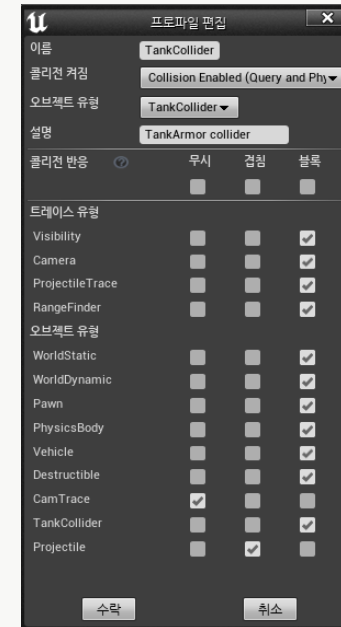 프로파일 편집
이름 TankCollider
콜리전 켜짐 Collision Enabled (Query and Phy
오브젝트 유형 TankCollider
설명 TankArmor collider
콜리전 반응 ? 무시 겹침 블록
트레이스 유형
Visibility
Camera
ProjectileTrace
RangeFinder
오브젝트 유형
WorldStatic
WorldDynamic
Pawn
PhysicsBody
Vehicle
Destructible
CamTrace
TankCollider
Projectile
수락 취소